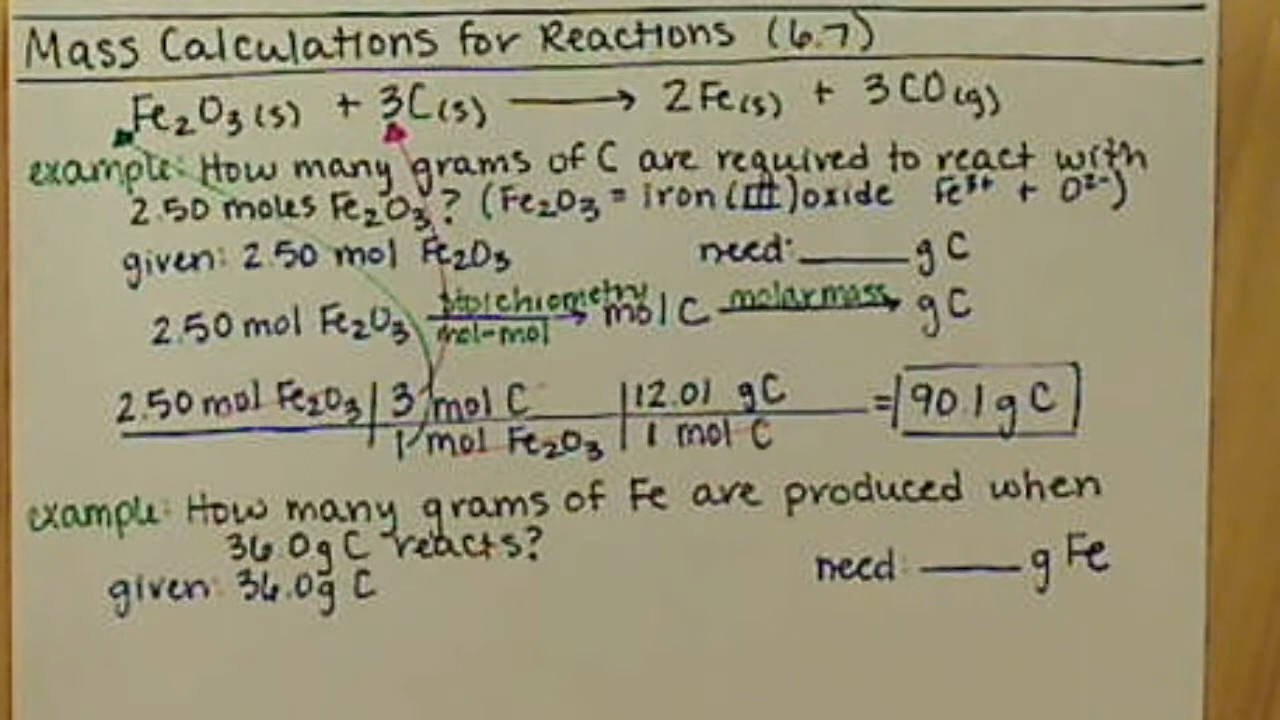 Mass Calculations for Reactions (6.7)
Fe₂O₃(s) + 3C(s) ⟶ 2Fe(s) + 3CO(g)
example: How many grams of C are required to react with
2.50 moles Fe₂O₃? (Fe₂O₃ = iron(III)oxide Fe³⁺ + O²⁻)
given: 2.50 mol Fe₂O₃ need: ____ g C
2.50 mol Fe₂O₃ stoichiometry mol-mol → mol C molar mass → g C
2.50 mol Fe₂O₃ | 3 mol C | 12.01 g C = 90.1 g C
1 mol Fe₂O₃ | 1 mol C
example: How many grams of Fe are produced when
36.0g C reacts?
given: 36.0g C need: ____ g Fe